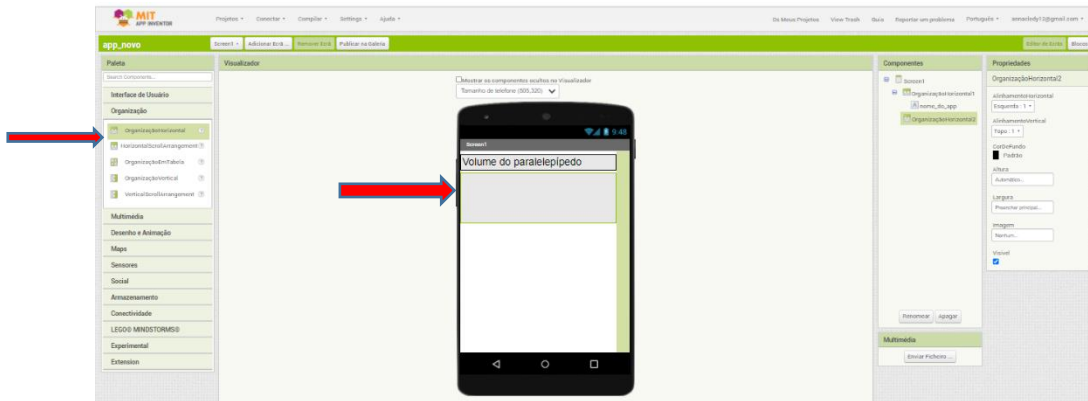 MIT
APP INVENTOR
Projetos Conectar Compilar Settings Ajuda
Os Meus Projetos View Trash Guia Reportar um problema Português
app_novo
Screen1 Adicionar Ecrã ... Remover Ecrã Publicar na Galeria
Blocos
Paleta
Visualizador
Componentes
Propriedades
Search Components...
Interface de Usuário
Organização
OrganizaçãoHorizontal
HorizontalScrollArrangement
OrganizaçãoEmTabela
OrganizaçãoVertical
VerticalScrollArrangement
Multimédia
Desenho e Animação
Maps
Sensores
Social
Armazenamento
Conectividade
LEGO® MINDSTORMS®
Experimental
Extension
Mostrar os componentes ocultos no Visualizador
Tamanho de telefone (505,320)
9:48
Screen1
Volume do paralelepípedo
Screen1
OrganizaçãoHorizontal1
nome_do_app
OrganizaçãoHorizontal2
Renomear Apagar
Multimédia
Enviar Ficheiro ...
OrganizaçãoHorizontal2
AlinhamentoHorizontal
Esquerda : 1
AlinhamentoVertical
Topo : 1
CorDeFundo
Padrão
Altura
Automático...
Largura
Preencher principal...
Imagem
Nenhum...
Visível